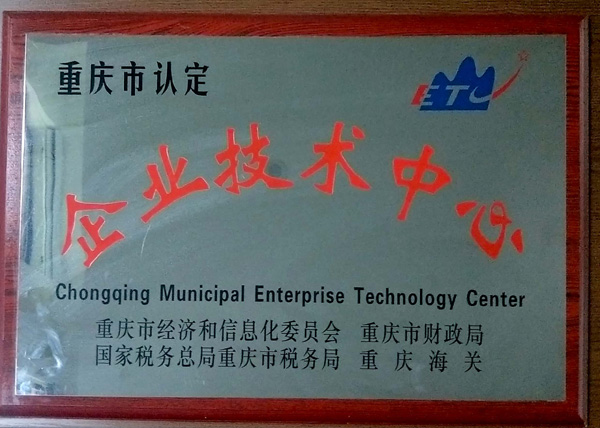 重庆市认定
ETC
企业技术中心
Chongqing Municipal Enterprise Technology Center
重庆市经济和信息化委员会 重庆市财政局
国家税务总局重庆市税务局 重庆海关